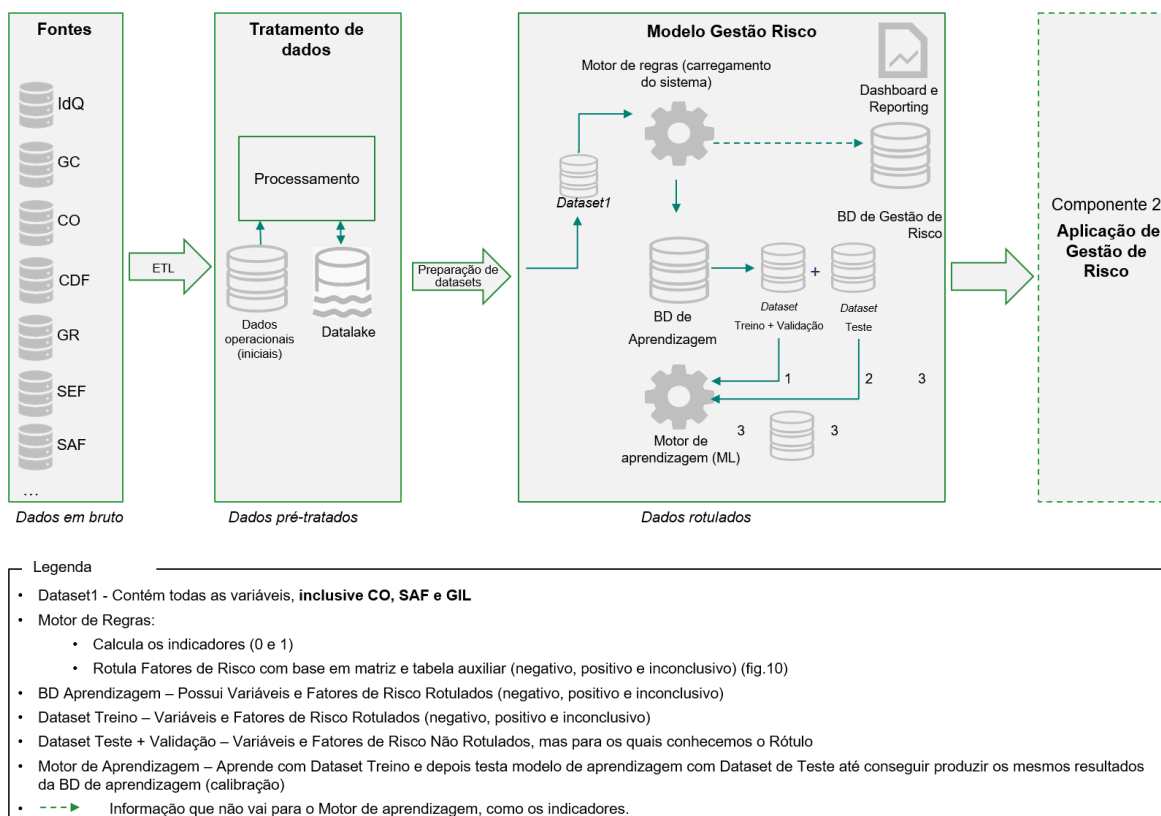 Fontes
IdQ
GC
CO
CDF
GR
SEF
SAF
…
Dados em bruto
ETL
Tratamento de
dados
Processamento
Dados
operacionais
(iniciais)
Datalake
Dados pré-tratados
Preparação de
datasets
Modelo Gestão Risco
Motor de regras (carregamento
do sistema)
Dashboard e
Reporting
Dataset1
BD de Gestão de
Risco
BD de
Aprendizagem
+
Dataset
Treino + Validação
Dataset
Teste
1
2
3
3
3
Motor de
aprendizagem (ML)
Dados rotulados
Componente 2
Aplicação de
Gestão de
Risco
Legenda
• Dataset1 - Contém todas as variáveis, inclusive CO, SAF e GIL
• Motor de Regras:
• Calcula os indicadores (0 e 1)
• Rotula Fatores de Risco com base em matriz e tabela auxiliar (negativo, positivo e inconclusivo) (fig.10)
• BD Aprendizagem – Possui Variáveis e Fatores de Risco Rotulados (negativo, positivo e inconclusivo)
• Dataset Treino – Variáveis e Fatores de Risco Rotulados (negativo, positivo e inconclusivo)
• Dataset Teste + Validação – Variáveis e Fatores de Risco Não Rotulados, mas para os quais conhecemos o Rótulo
• Motor de Aprendizagem – Aprende com Dataset Treino e depois testa modelo de aprendizagem com Dataset de Teste até conseguir produzir os mesmos resultados
da BD de aprendizagem (calibração)
• Informação que não vai para o Motor de aprendizagem, como os indicadores.